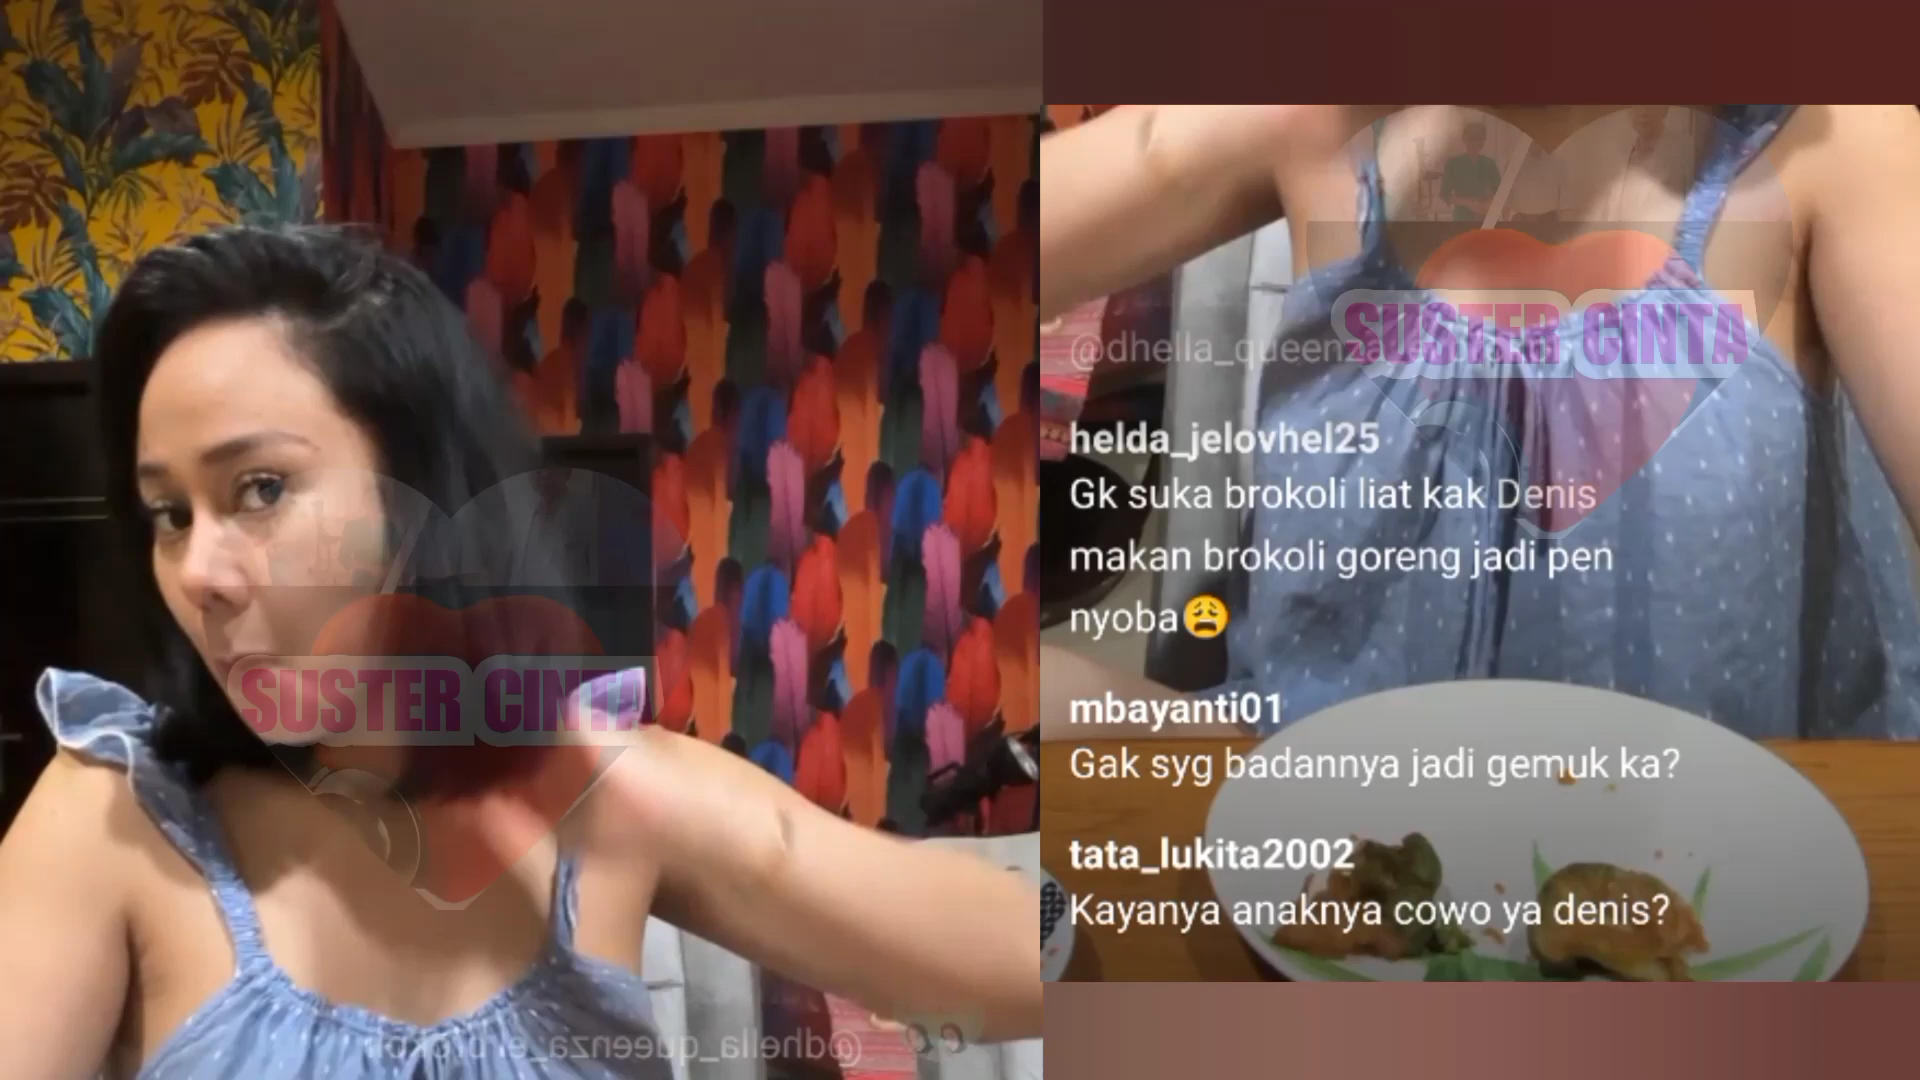 SUSTER CINTA
SUSTER CINTA
helda_jelovhel25
Gk suka brokoli liat kak Denis
makan brokoli goreng jadi pen
nyoba😩
mbayanti01
Gak syg badannya jadi gemuk ka?
tata_lukita2002
Kayanya anaknya cowo ya denis?